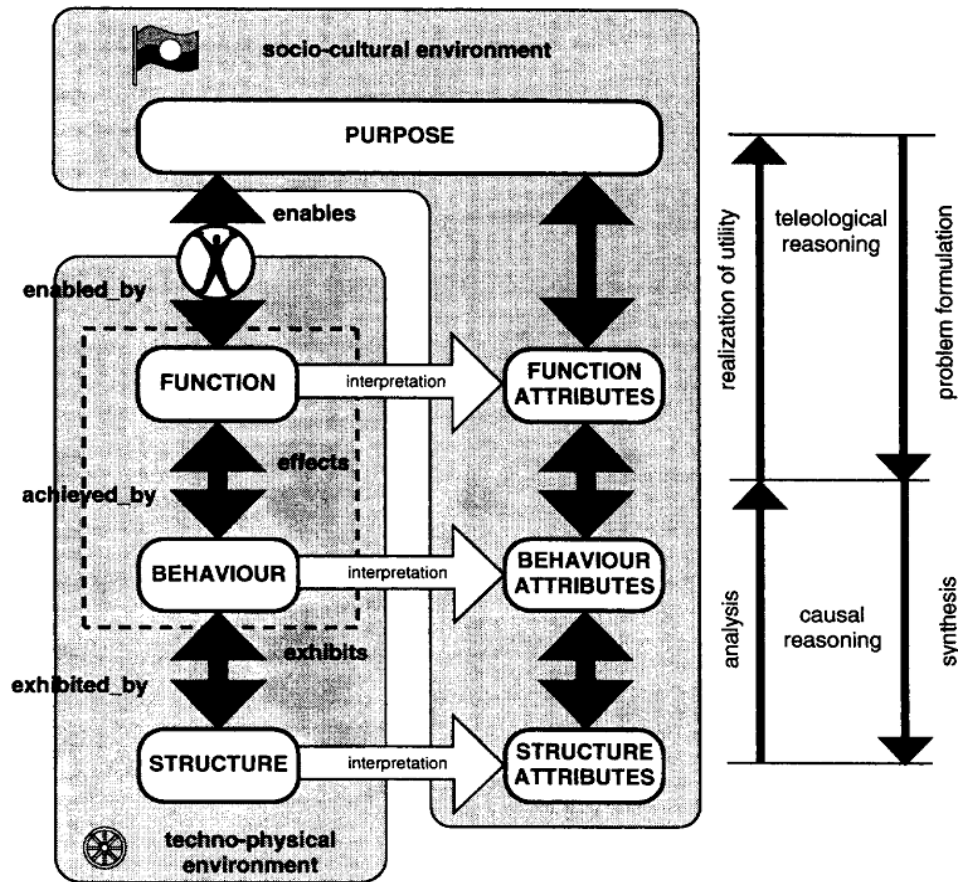 socio-cultural environment
PURPOSE
enables
enabled_by
FUNCTION
interpretation
FUNCTION
ATTRIBUTES
effects
achieved_by
BEHAVIOUR
interpretation
BEHAVIOUR
ATTRIBUTES
exhibits
exhibited_by
STRUCTURE
interpretation
STRUCTURE
ATTRIBUTES
techno-physical
environment
realization of utility
teleological
reasoning
problem formulation
analysis
causal
reasoning
synthesis